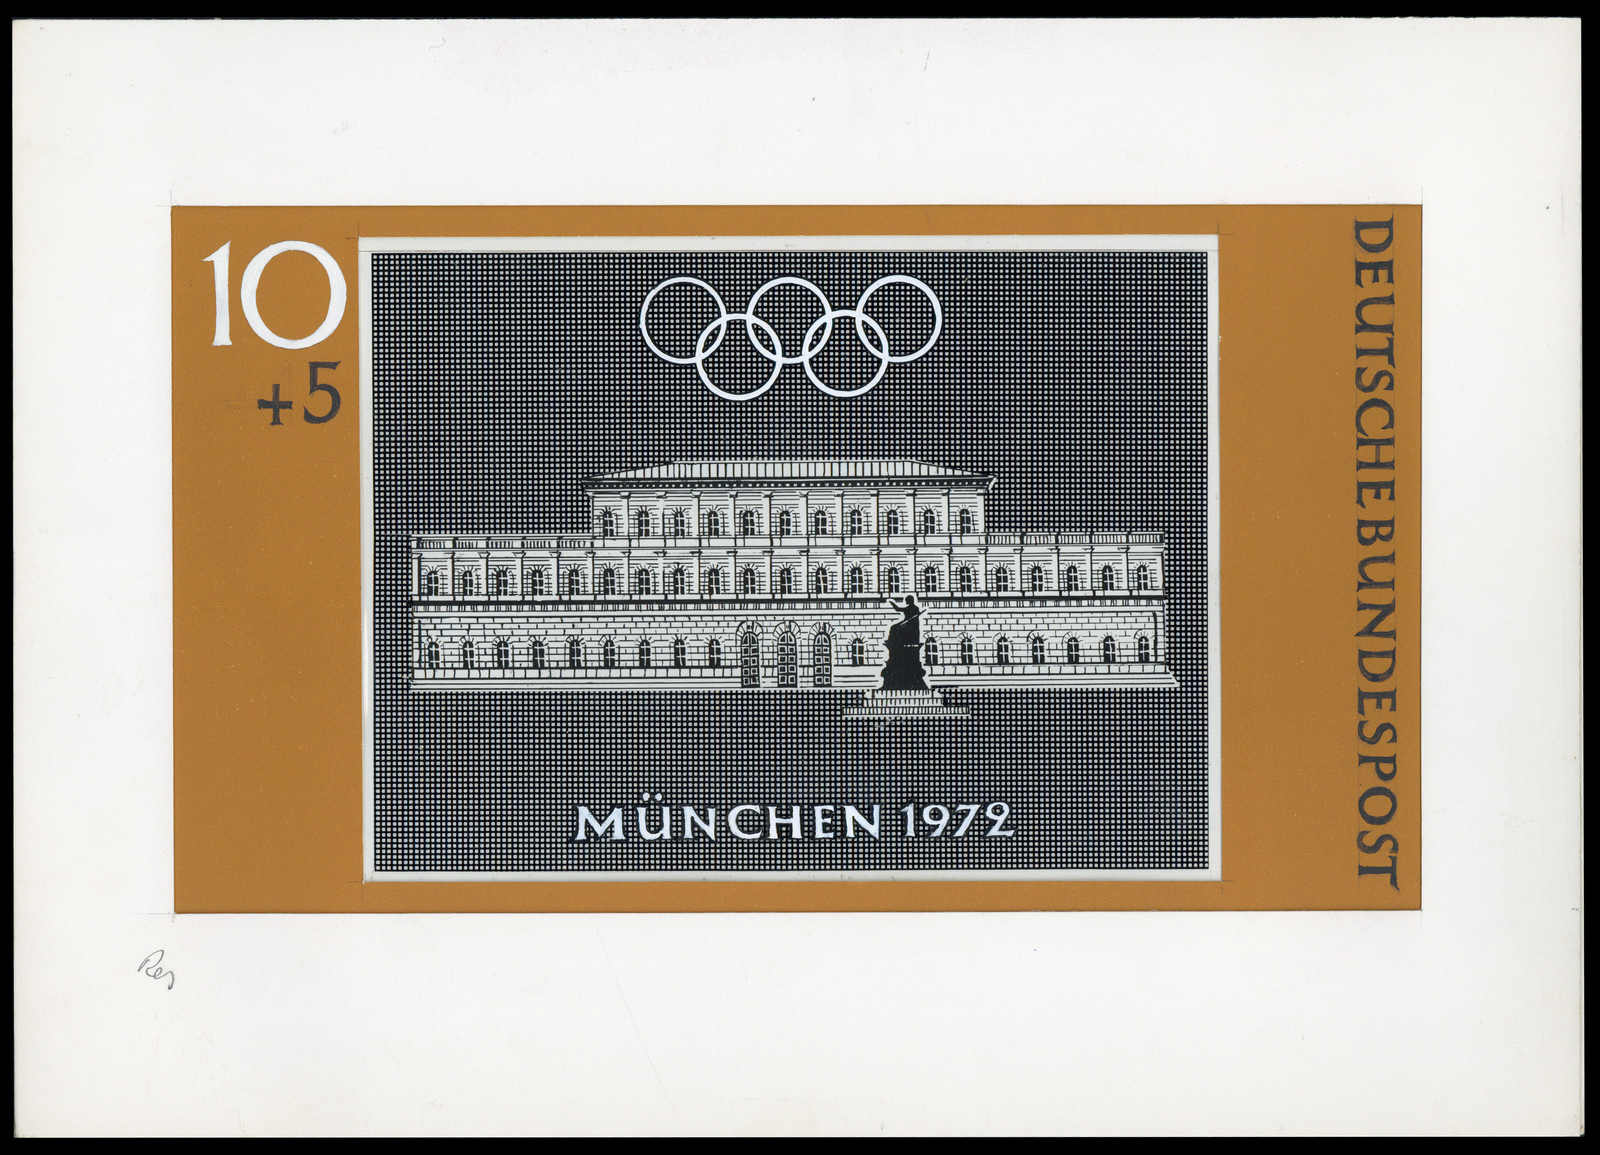 10
+5
DEUTSCHE BUNDESPOST
MÜNCHEN 1972